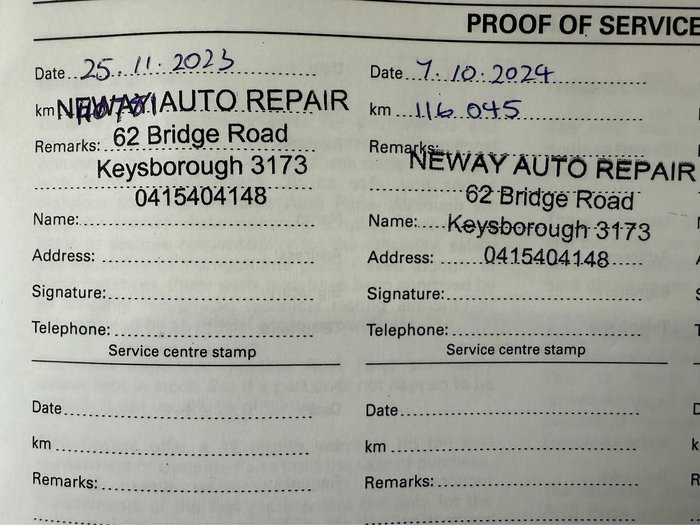 PROOF OF SERVICE
Date 25.11.2023
km
NEWAY AUTO REPAIR
62 Bridge Road
Remarks:
Keysborough 3173
0415404148
Name:
Address:
Signature:
Telephone:
Service centre stamp
Date 7.10.2024
km 116 045
Remarks:
NEWAY AUTO REPAIR
62 Bridge Road
Name:
Keysborough 3173
Address:
0415404148
Signature:
Telephone:
Service centre stamp
Date
km
Remarks:
Date
km
Remarks: